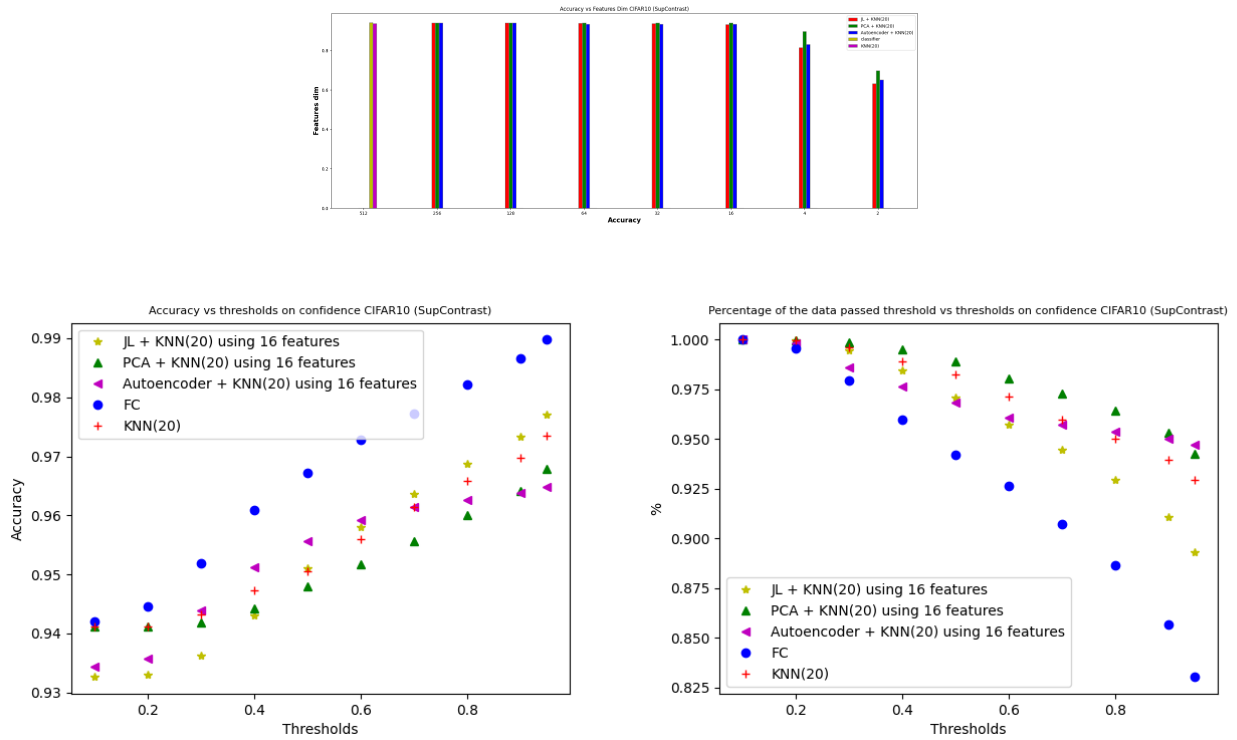 Accuracy vs Features Dim CIFAR10 (SupContrast)
JL + KNN(20)
PCA + KNN(20)
Autoencoder + KNN(20)
classifier
KNN(20)
Features dim
0.8
0.6
0.4
0.2
0.0
512 256 128 64 32 16 4 2
Accuracy
Accuracy vs thresholds on confidence CIFAR10 (SupContrast)
JL + KNN(20) using 16 features
PCA + KNN(20) using 16 features
Autoencoder + KNN(20) using 16 features
FC
KNN(20)
Accuracy
0.99
0.98
0.97
0.96
0.95
0.94
0.93
0.2 0.4 0.6 0.8
Thresholds
Percentage of the data passed threshold vs thresholds on confidence CIFAR10 (SupContrast)
%
1.000
0.975
0.950
0.925
0.900
0.875
0.850
0.825
JL + KNN(20) using 16 features
PCA + KNN(20) using 16 features
Autoencoder + KNN(20) using 16 features
FC
KNN(20)
0.2 0.4 0.6 0.8
Thresholds